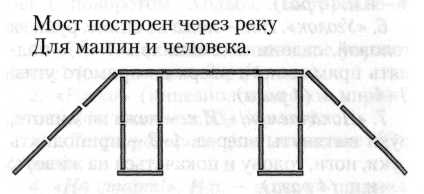 Мост построен через реку
Для машин и человека.